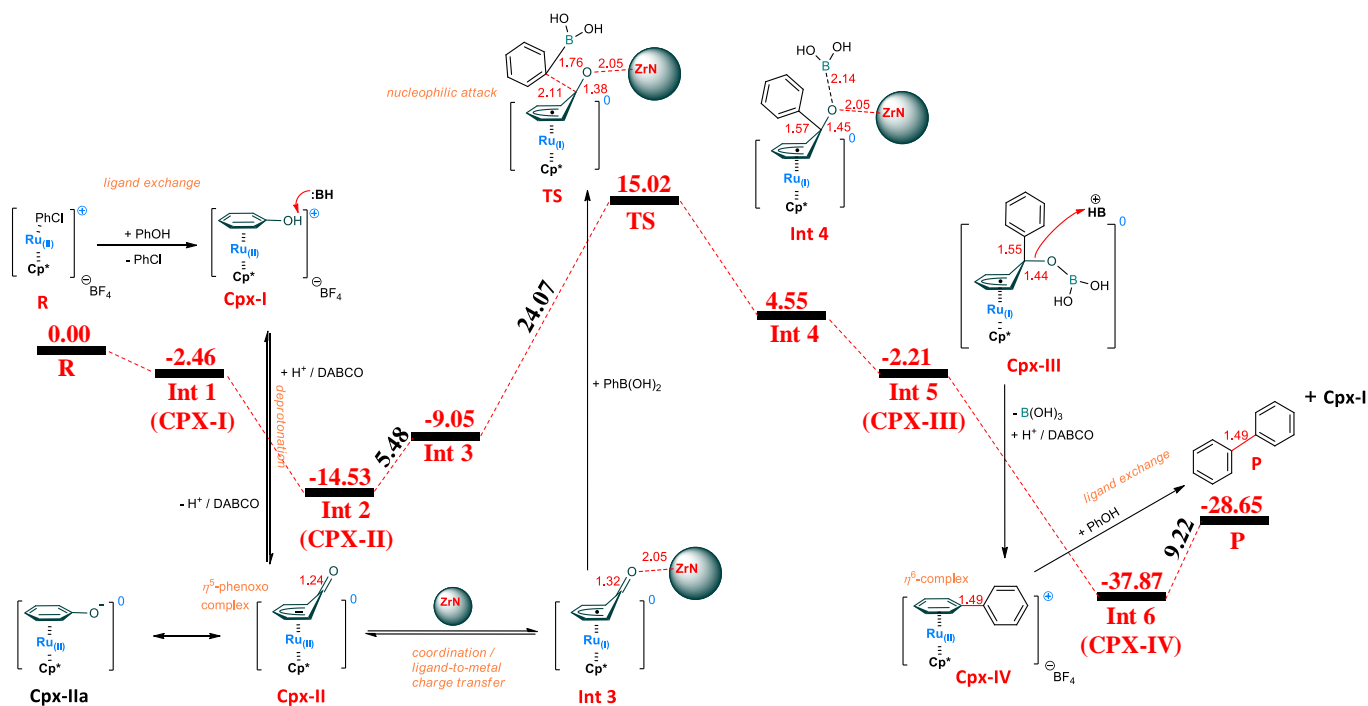 HO
OH
B
1.76
O
2.05
ZrN
2.11
1.38
nucleophilic attack
0
Ru(I)
Cp*
TS
HO
OH
B
2.14
O
2.05
ZrN
1.57
1.45
0
Ru(I)
Cp*
Int 4
ligand exchange
:BH
PhCl
⊕
Ru(II)
Cp*
⊖BF4
R
+ PhOH
- PhCl
OH
⊕
Ru(II)
Cp*
⊖BF4
Cpx-I
⊕
HB
0
1.55
O
1.44
B
OH
HO
Ru(I)
Cp*
Cpx-III
0.00
R
-2.46
Int 1
(CPX-I)
-14.53
Int 2
(CPX-II)
5.48
-9.05
Int 3
24.07
15.02
TS
4.55
Int 4
-2.21
Int 5
(CPX-III)
-37.87
Int 6
(CPX-IV)
9.22
-28.65
P
+ H+ / DABCO
deprotonation
- H+ / DABCO
+ PhB(OH)2
- B(OH)3
+ H+ / DABCO
ligand exchange
+ PhOH
1.49
P
+ Cpx-I
O-
0
Ru(II)
Cp*
Cpx-IIa
η5-phenoxo
complex
1.24
O
0
Ru(II)
Cp*
Cpx-II
ZrN
coordination /
ligand-to-metal
charge transfer
1.32
O
2.05
ZrN
0
Ru(I)
Cp*
Int 3
η6-complex
1.49
⊕
Ru(II)
Cp*
⊖BF4
Cpx-IV